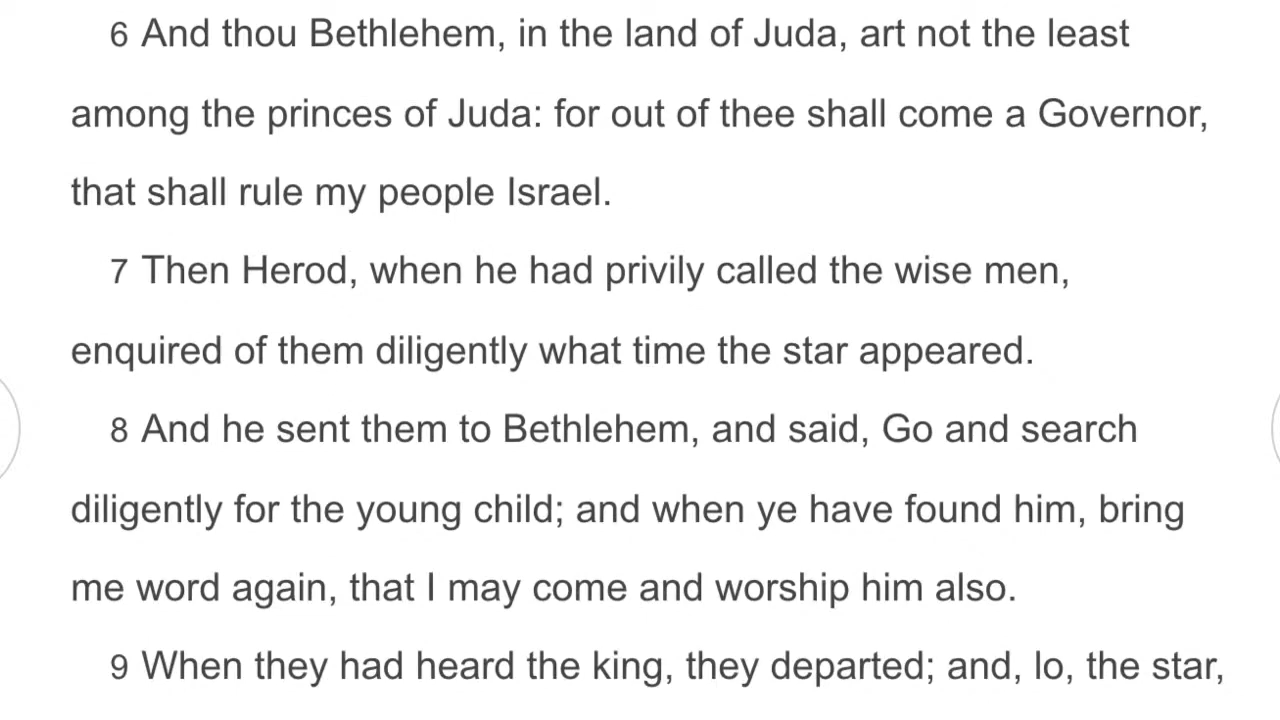 6 And thou Bethlehem, in the land of Juda, art not the least
among the princes of Juda: for out of thee shall come a Governor,
that shall rule my people Israel.
7 Then Herod, when he had privily called the wise men,
enquired of them diligently what time the star appeared.
8 And he sent them to Bethlehem, and said, Go and search
diligently for the young child; and when ye have found him, bring
me word again, that I may come and worship him also.
9 When they had heard the king, they departed; and, lo, the star,